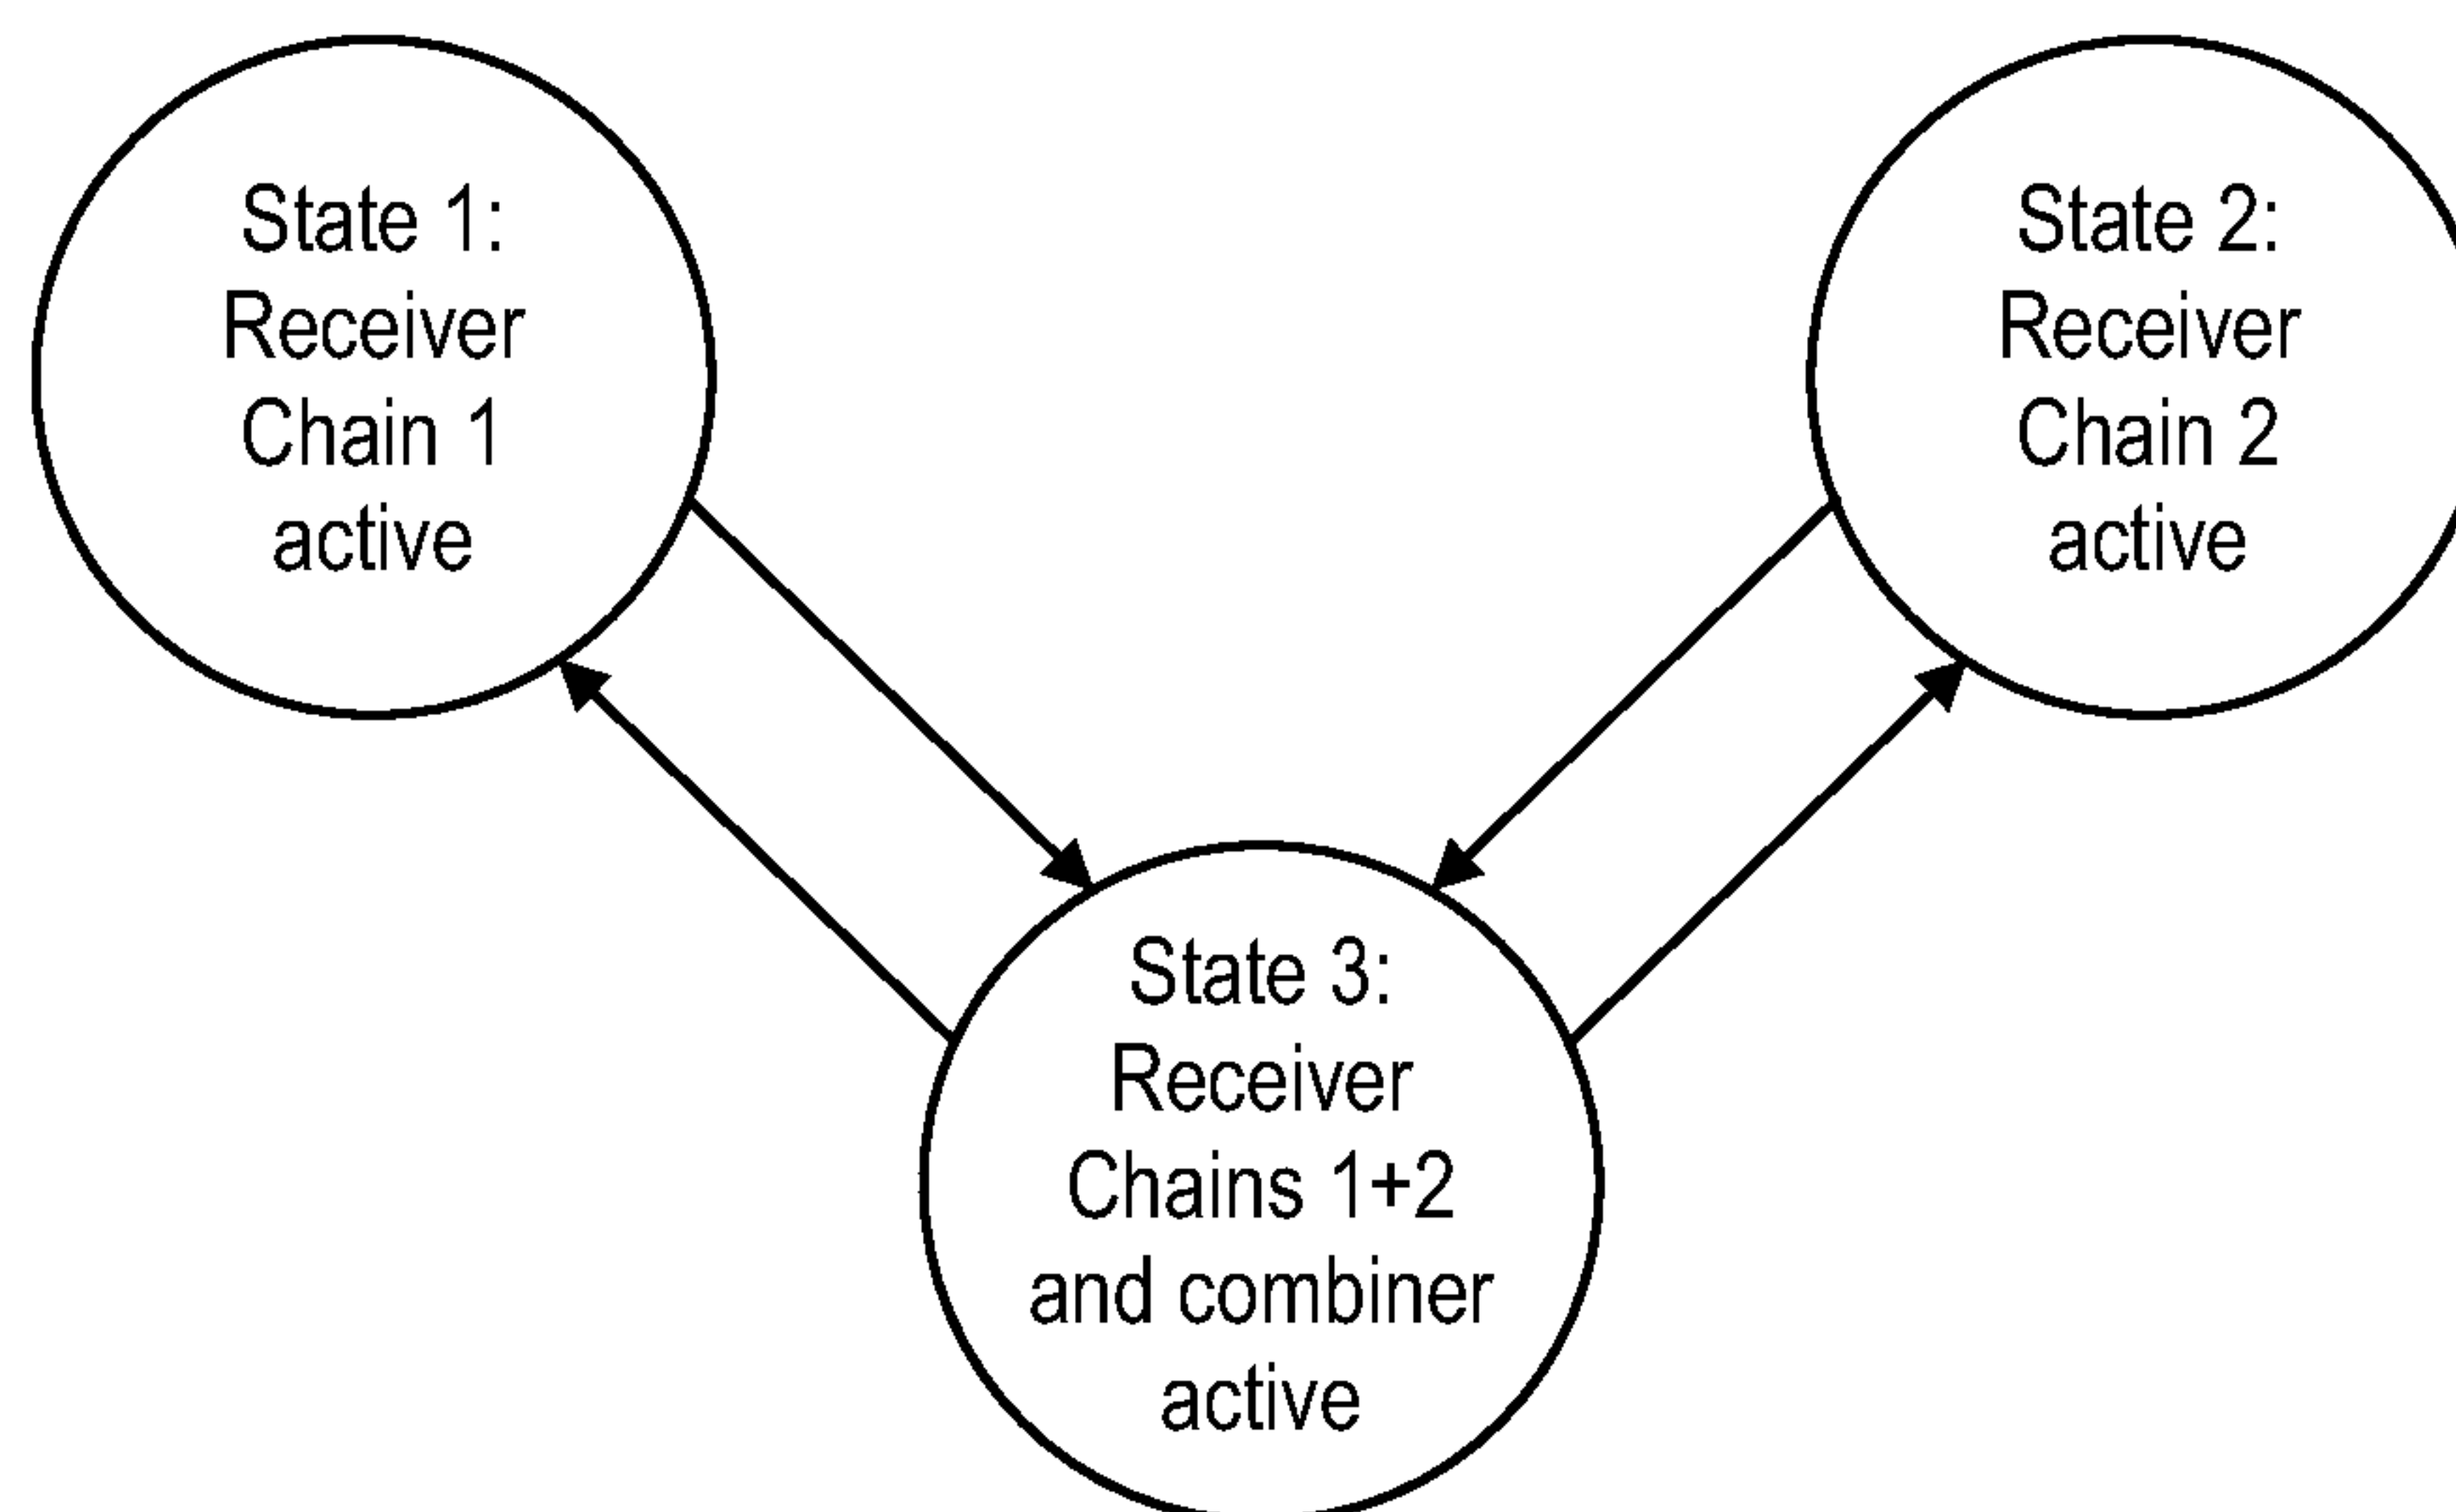 State 1:
Receiver
Chain 1
active
State 2:
Receiver
Chain 2
active
State 3:
Receiver
Chains 1+2
and combiner
active